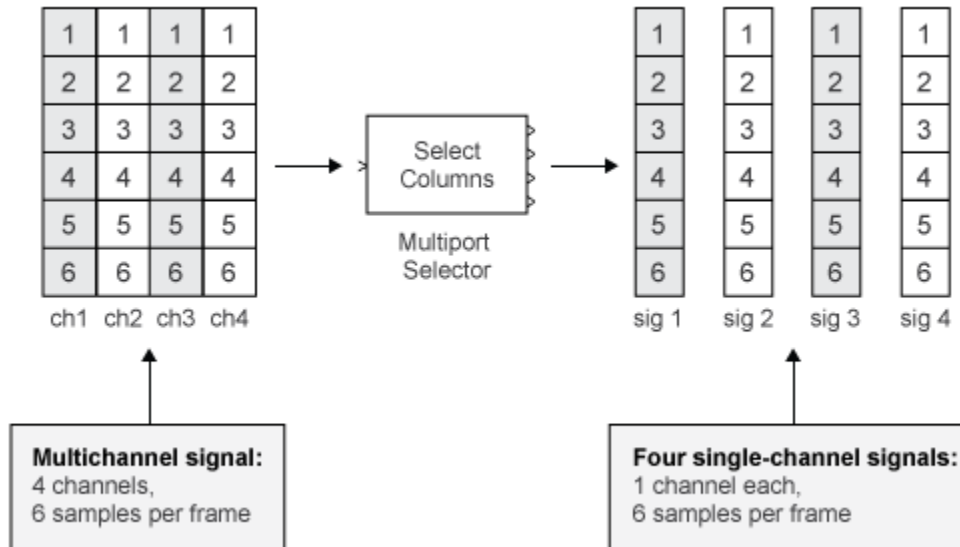 1 1 1 1
2 2 2 2
3 3 3 3
4 4 4 4
5 5 5 5
6 6 6 6
ch1 ch2 ch3 ch4
Select
Columns
Multiport
Selector
1 1 1 1
2 2 2 2
3 3 3 3
4 4 4 4
5 5 5 5
6 6 6 6
sig 1 sig 2 sig 3 sig 4
Multichannel signal:
4 channels,
6 samples per frame
Four single-channel signals:
1 channel each,
6 samples per frame